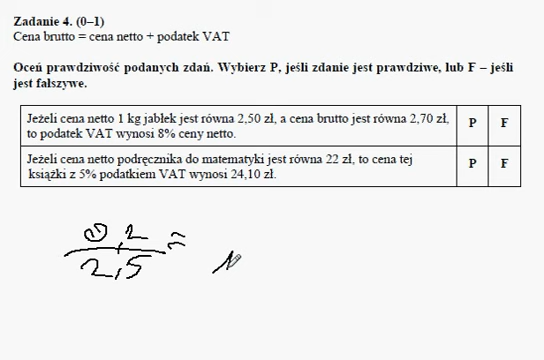 Zadanie 4. (0–1)
Cena brutto = cena netto + podatek VAT
Oceń prawdziwość podanych zdań. Wybierz P, jeśli zdanie jest prawdziwe, lub F – jeśli
jest fałszywe.
Jeżeli cena netto 1 kg jabłek jest równa 2,50 zł, a cena brutto jest równa 2,70 zł,
to podatek VAT wynosi 8% ceny netto. P F
Jeżeli cena netto podręcznika do matematyki jest równa 22 zł, to cena tej
książki z 5% podatkiem VAT wynosi 24,10 zł. P F
0,2 =
2,5